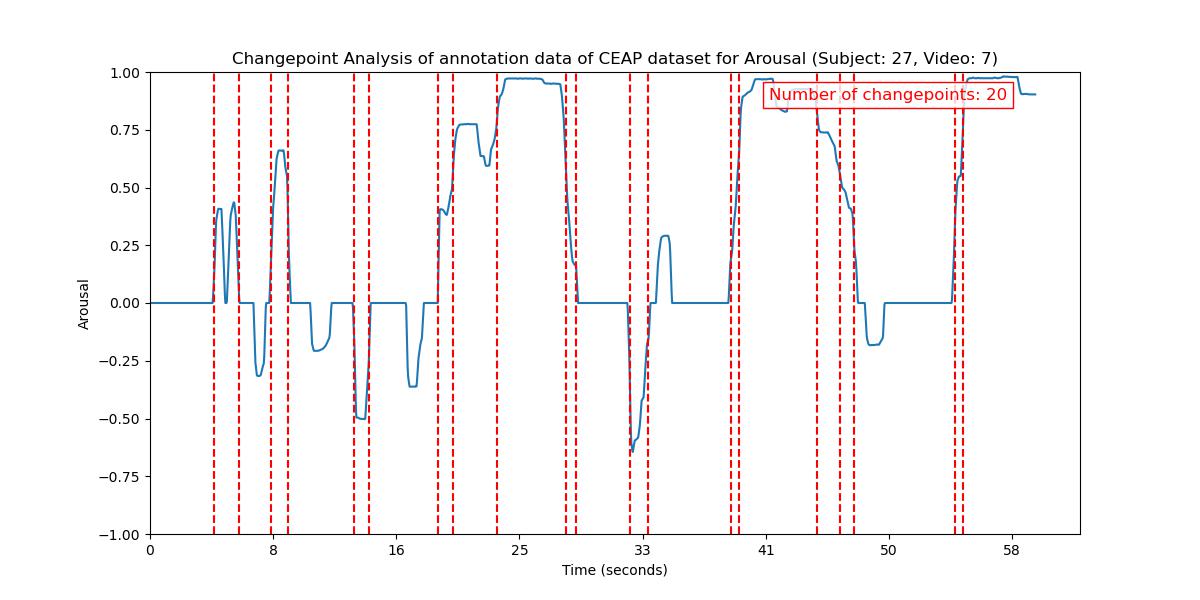 Changepoint Analysis of annotation data of CEAP dataset for Arousal (Subject: 27, Video: 7)
Number of changepoints: 20
1.00
0.75
0.50
0.25
0.00
−0.25
−0.50
−0.75
−1.00
Arousal
0 8 16 25 33 41 50 58
Time (seconds)